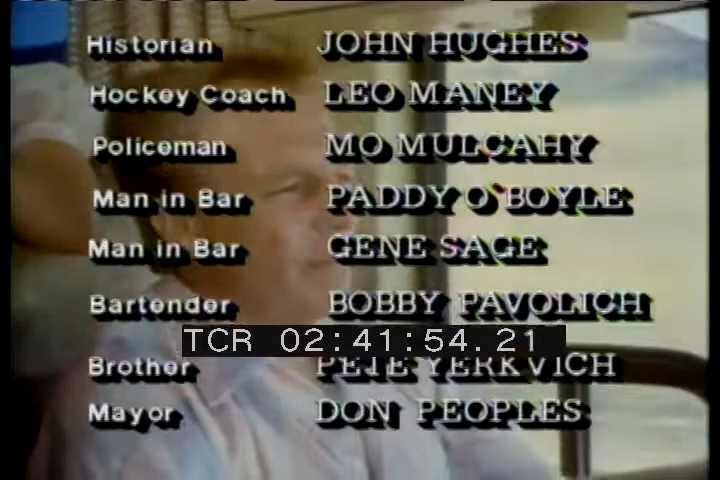 Historian JOHN HUGHES
Hockey Coach LEO MANEY
Policeman MO MULCAHY
Man in Bar PADDY O'BOYLE
Man in Bar GENE SAGE
Bartender BOBBY PAVOLICH
TCR 02:41:54.21
Brother PETE YERKVICH
Mayor DON PEOPLES